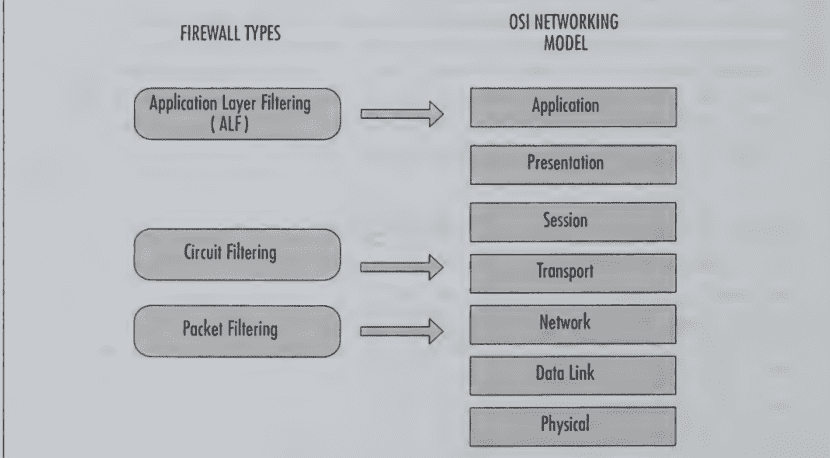 FIREWALL TYPES
OSI NETWORKING
MODEL
Application Layer Filtering
( ALF )
Application
Presentation
Session
Circuit Filtering
Transport
Packet Filtering
Network
Data Link
Physical